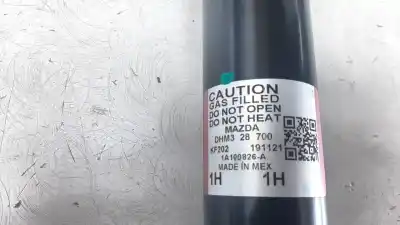 CAUTION
GAS FILLED
DO NOT OPEN
DO NOT HEAT
MAZDA
DHM3 28 700
KF202 191121
1A100826-A
MADE IN MEX
1H 1H